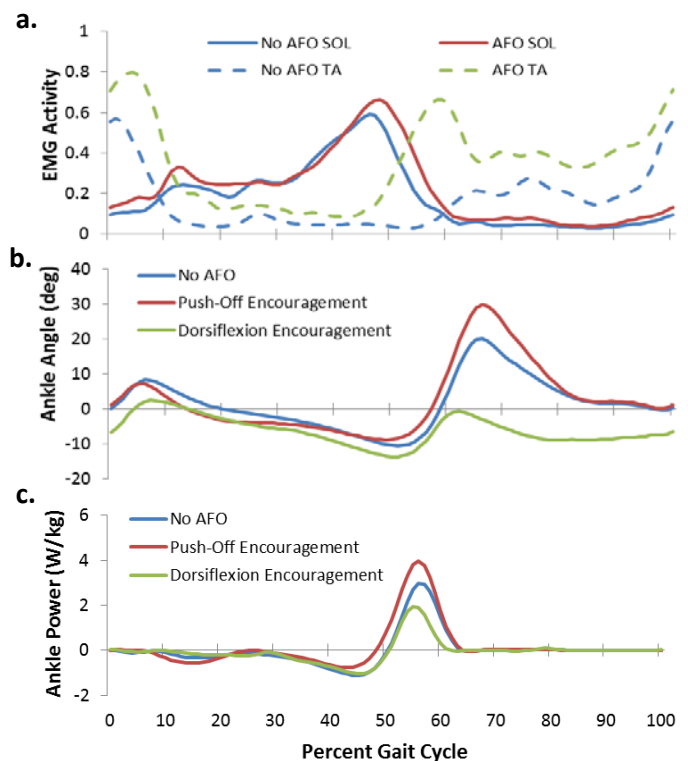 a.
EMG Activity
1
0.8
0.6
0.4
0.2
0
No AFO SOL
AFO SOL
No AFO TA
AFO TA
b.
Ankle Angle (deg)
40
30
20
10
0
-10
-20
No AFO
Push-Off Encouragement
Dorsiflexion Encouragement
c.
Ankle Power (W/kg)
6
4
2
0
-2
No AFO
Push-Off Encouragement
Dorsiflexion Encouragement
0 10 20 30 40 50 60 70 80 90 100
Percent Gait Cycle